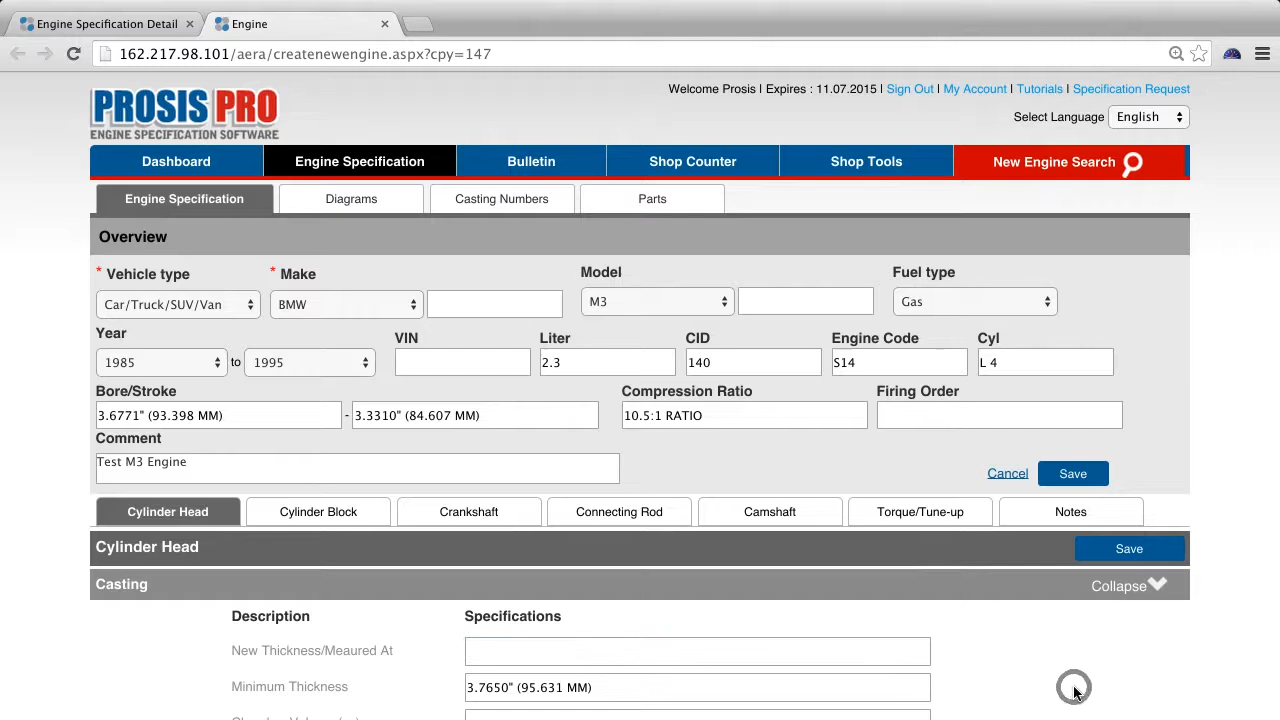 Engine Specification Detail
Engine
162.217.98.101/aera/createnewengine.aspx?cpy=147
PROSIS PRO
ENGINE SPECIFICATION SOFTWARE
Welcome Prosis I Expires : 11.07.2015 I Sign Out I My Account I Tutorials I Specification Request
Select Language English
Dashboard Engine Specification Bulletin Shop Counter Shop Tools New Engine Search
Engine Specification Diagrams Casting Numbers Parts
Overview
* Vehicle type * Make Model Fuel type
Car/Truck/SUV/Van BMW M3 Gas
Year VIN Liter CID Engine Code Cyl
1985 to 1995 2.3 140 S14 L 4
Bore/Stroke Compression Ratio Firing Order
3.6771" (93.398 MM) - 3.3310" (84.607 MM) 10.5:1 RATIO
Comment
Test M3 Engine
Cancel Save
Cylinder Head Cylinder Block Crankshaft Connecting Rod Camshaft Torque/Tune-up Notes
Cylinder Head Save
Casting Collapse
Description Specifications
New Thickness/Meaured At
Minimum Thickness 3.7650" (95.631 MM)